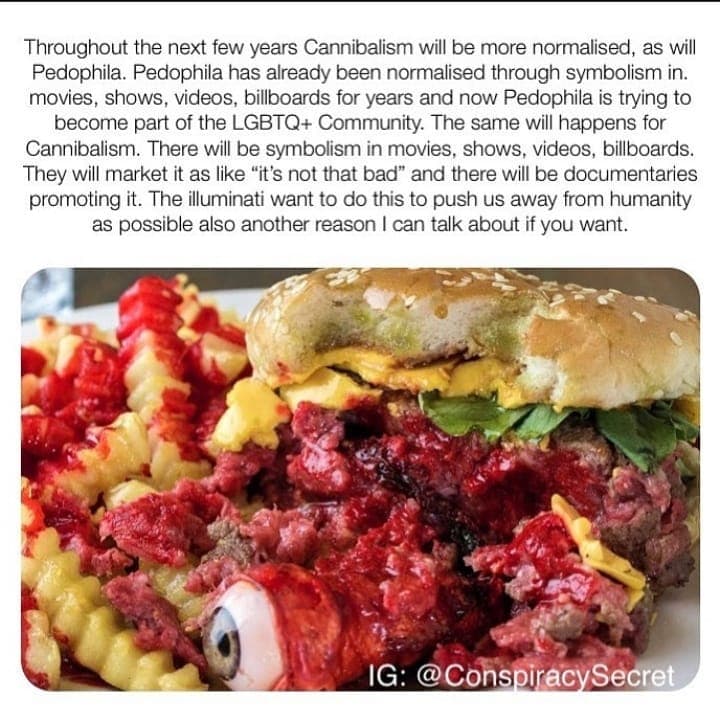 Throughout the next few years Cannibalism will be more normalised, as will
Pedophila. Pedophila has already been normalised through symbolism in.
movies, shows, videos, billboards for years and now Pedophila is trying to
become part of the LGBTQ+ Community. The same will happens for
Cannibalism. There will be symbolism in movies, shows, videos, billboards.
They will market it as like “it’s not that bad” and there will be documentaries
promoting it. The illuminati want to do this to push us away from humanity
as possible also another reason I can talk about if you want.
IG: @ConspiracySecret